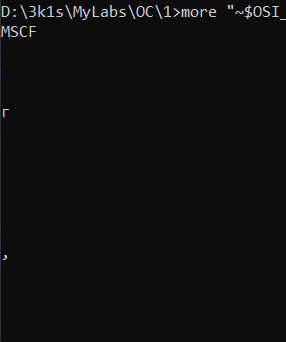 D:\3k1s\MyLabs\OC\1>more "~$OSI_
MSCF
г
,